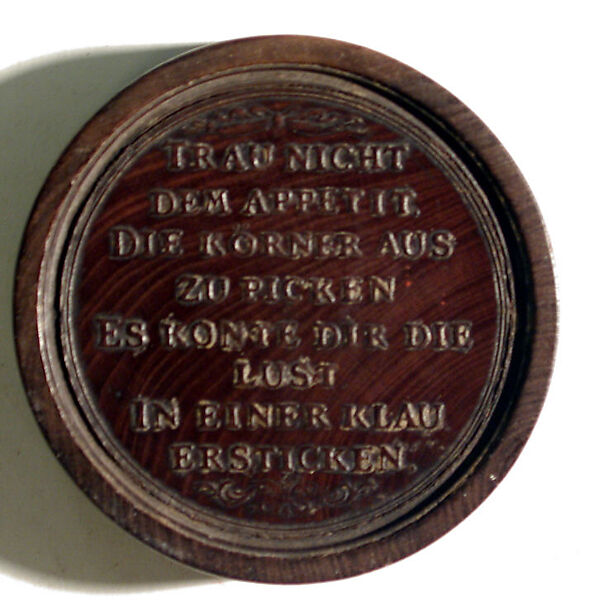 TRAU NICHT
DEM APPETIT,
DIE KÖRNER AUS
ZU PICKEN
ES KONTE DIR DIE
LUST
IN EINER KLAU
ERSTICKEN.